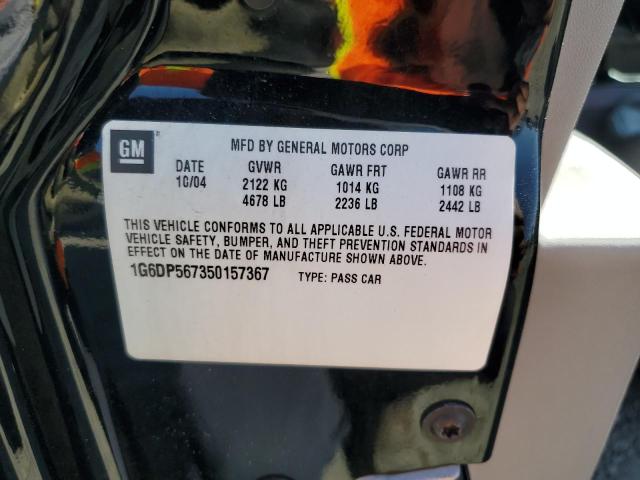 GM ®
MFD BY GENERAL MOTORS CORP
DATE GVWR GAWR FRT GAWR RR
10/04 2122 KG 1014 KG 1108 KG
4678 LB 2236 LB 2442 LB
THIS VEHICLE CONFORMS TO ALL APPLICABLE U.S. FEDERAL MOTOR
VEHICLE SAFETY, BUMPER, AND THEFT PREVENTION STANDARDS IN
EFFECT ON THE DATE OF MANUFACTURE SHOWN ABOVE.
1G6DP567350157367 TYPE: PASS CAR